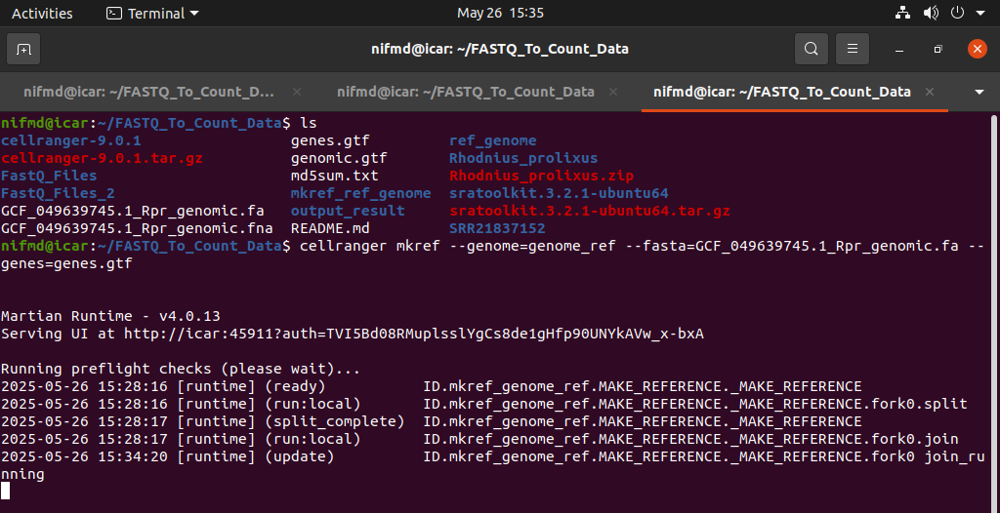 Activities Terminal May 26 15:35
nifmd@icar: ~/FASTQ_To_Count_Data
nifmd@icar: ~/FASTQ_To_Count_D... × nifmd@icar: ~/FASTQ_To_Count_Data × nifmd@icar: ~/FASTQ_To_Count_Data ×
nifmd@icar:~/FASTQ_To_Count_Data$ ls
cellranger-9.0.1 genes.gtf ref_genome
cellranger-9.0.1.tar.gz genomic.gtf Rhodnius_prolixus
FastQ_Files md5sum.txt Rhodnius_prolixus.zip
FastQ_Files_2 mkref_ref_genome sratoolkit.3.2.1-ubuntu64
GCF_049639745.1_Rpr_genomic.fa output_result sratoolkit.3.2.1-ubuntu64.tar.gz
GCF_049639745.1_Rpr_genomic.fna README.md SRR21837152
nifmd@icar:~/FASTQ_To_Count_Data$ cellranger mkref --genome=genome_ref --fasta=GCF_049639745.1_Rpr_genomic.fa --
genes=genes.gtf
Martian Runtime - v4.0.13
Serving UI at http://icar:45911?auth=TVI5Bd08RMuplsslYgCs8de1gHfp90UNYkAVw_x-bxA
Running preflight checks (please wait)...
2025-05-26 15:28:16 [runtime] (ready) ID.mkref_genome_ref.MAKE_REFERENCE._MAKE_REFERENCE
2025-05-26 15:28:16 [runtime] (run:local) ID.mkref_genome_ref.MAKE_REFERENCE._MAKE_REFERENCE.fork0.split
2025-05-26 15:28:17 [runtime] (split_complete) ID.mkref_genome_ref.MAKE_REFERENCE._MAKE_REFERENCE
2025-05-26 15:28:17 [runtime] (run:local) ID.mkref_genome_ref.MAKE_REFERENCE._MAKE_REFERENCE.fork0.join
2025-05-26 15:34:20 [runtime] (update) ID.mkref_genome_ref.MAKE_REFERENCE._MAKE_REFERENCE.fork0 join_ru
nning